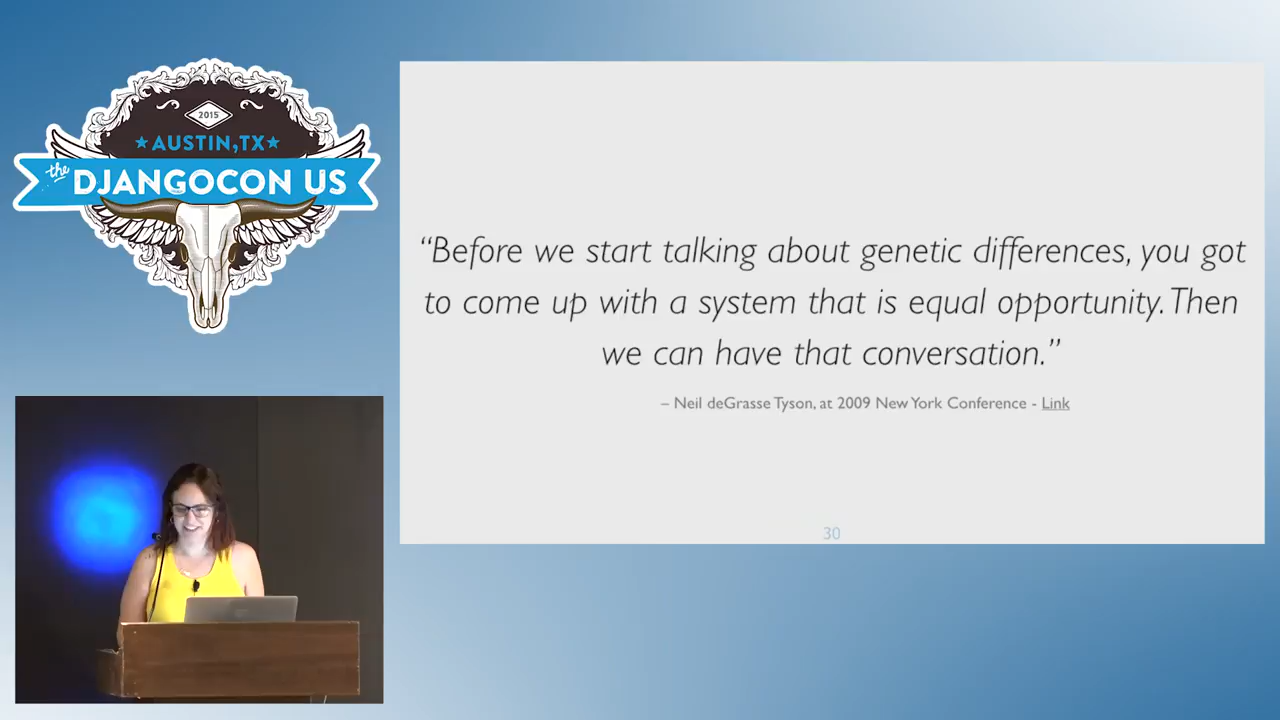 2015
★AUSTIN,TX★
the DJANGOCON US
“Before we start talking about genetic differences, you got
to come up with a system that is equal opportunity. Then
we can have that conversation.”
– Neil deGrasse Tyson, at 2009 New York Conference - Link
30